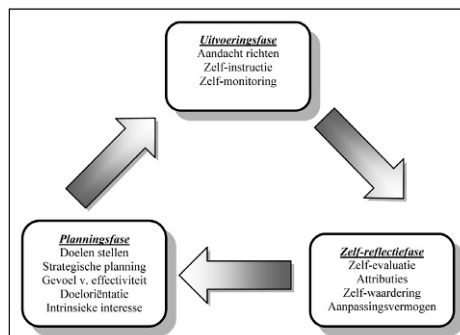 Uitvoeringsfase
Aandacht richten
Zelf-instructie
Zelf-monitoring
Planningsfase
Doelen stellen
Strategische planning
Gevoel v. effectiviteit
Doeloriëntatie
Intrinsieke interesse
Zelf-reflectiefase
Zelf-evaluatie
Attributies
Zelf-waardering
Aanpassingsvermogen